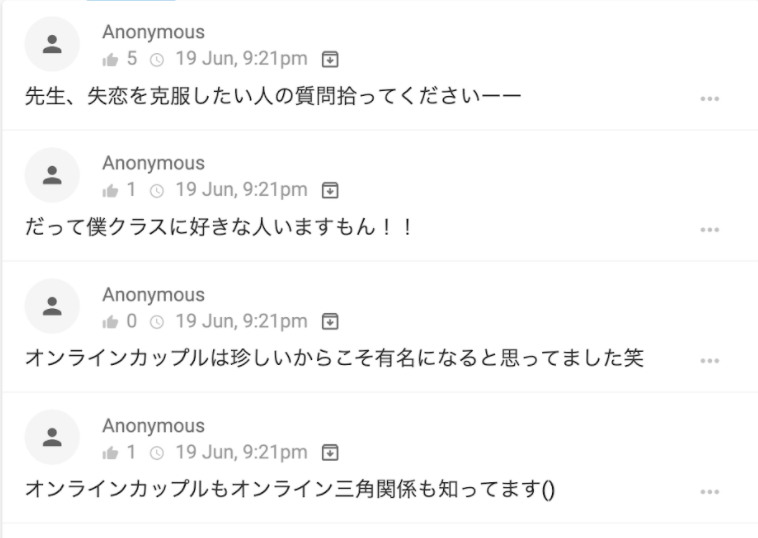 Anonymous
5 19 Jun, 9:21pm
先生、失恋を克服したい人の質問拾ってくださいーー
Anonymous
1 19 Jun, 9:21pm
だって僕クラスに好きな人いますもん！！
Anonymous
0 19 Jun, 9:21pm
オンラインカップルは珍しいからこそ有名になると思ってました笑
Anonymous
1 19 Jun, 9:21pm
オンラインカップルもオンライン三角関係も知ってます()